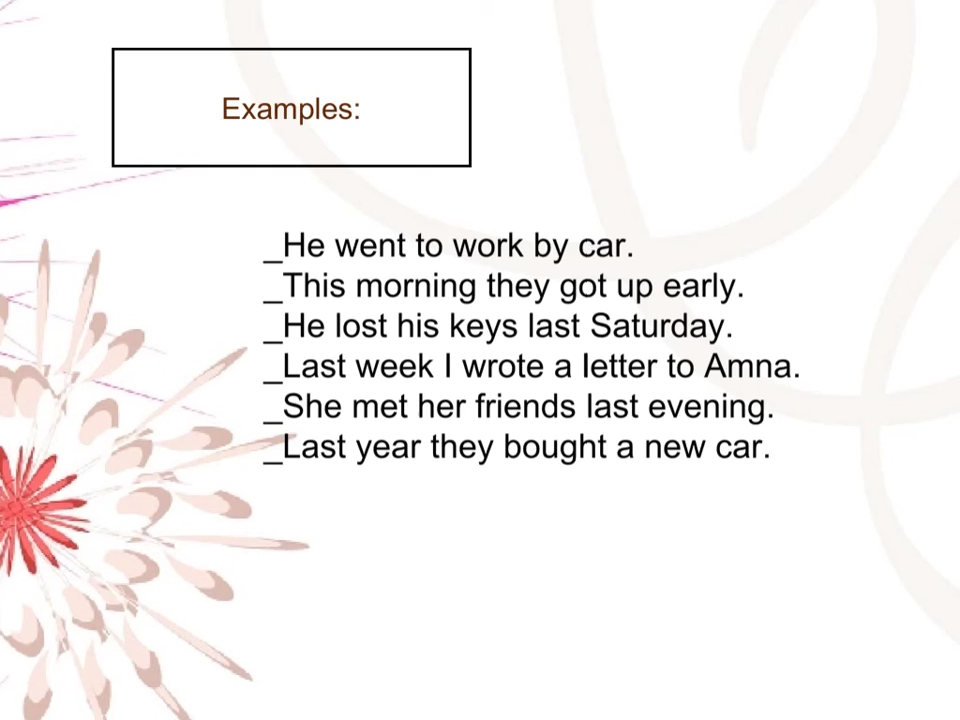 Examples:
_He went to work by car.
_This morning they got up early.
_He lost his keys last Saturday.
_Last week I wrote a letter to Amna.
_She met her friends last evening.
_Last year they bought a new car.